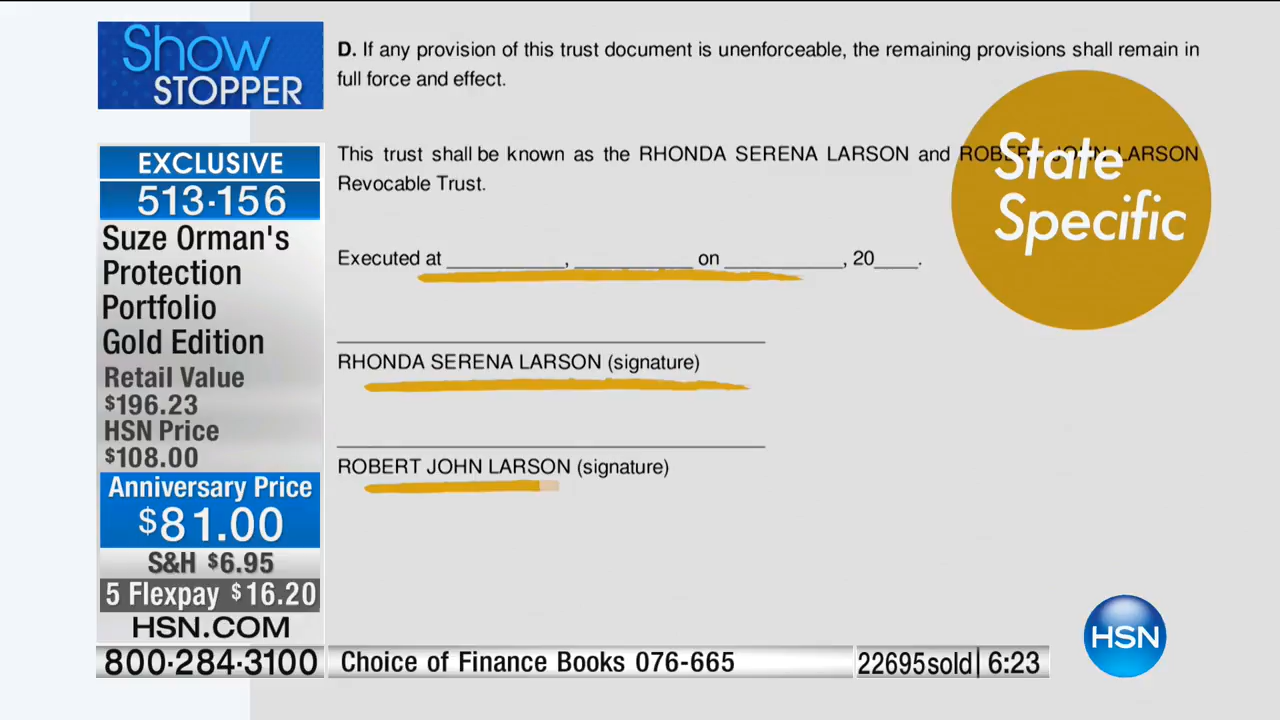 Show
STOPPER
EXCLUSIVE
513-156
Suze Orman's
Protection
Portfolio
Gold Edition
Retail Value
$196.23
HSN Price
$108.00
Anniversary Price
$81.00
S&H $6.95
5 Flexpay $16.20
HSN.COM
800-284-3100
D. If any provision of this trust document is unenforceable, the remaining provisions shall remain in
full force and effect.
This trust shall be known as the RHONDA SERENA LARSON and ROBERT JOHN LARSON
Revocable Trust.
Executed at ___________, ___________ on ___________, 20____.
RHONDA SERENA LARSON (signature)
ROBERT JOHN LARSON (signature)
State
Specific
HSN
Choice of Finance Books 076-665
22695sold 6:23